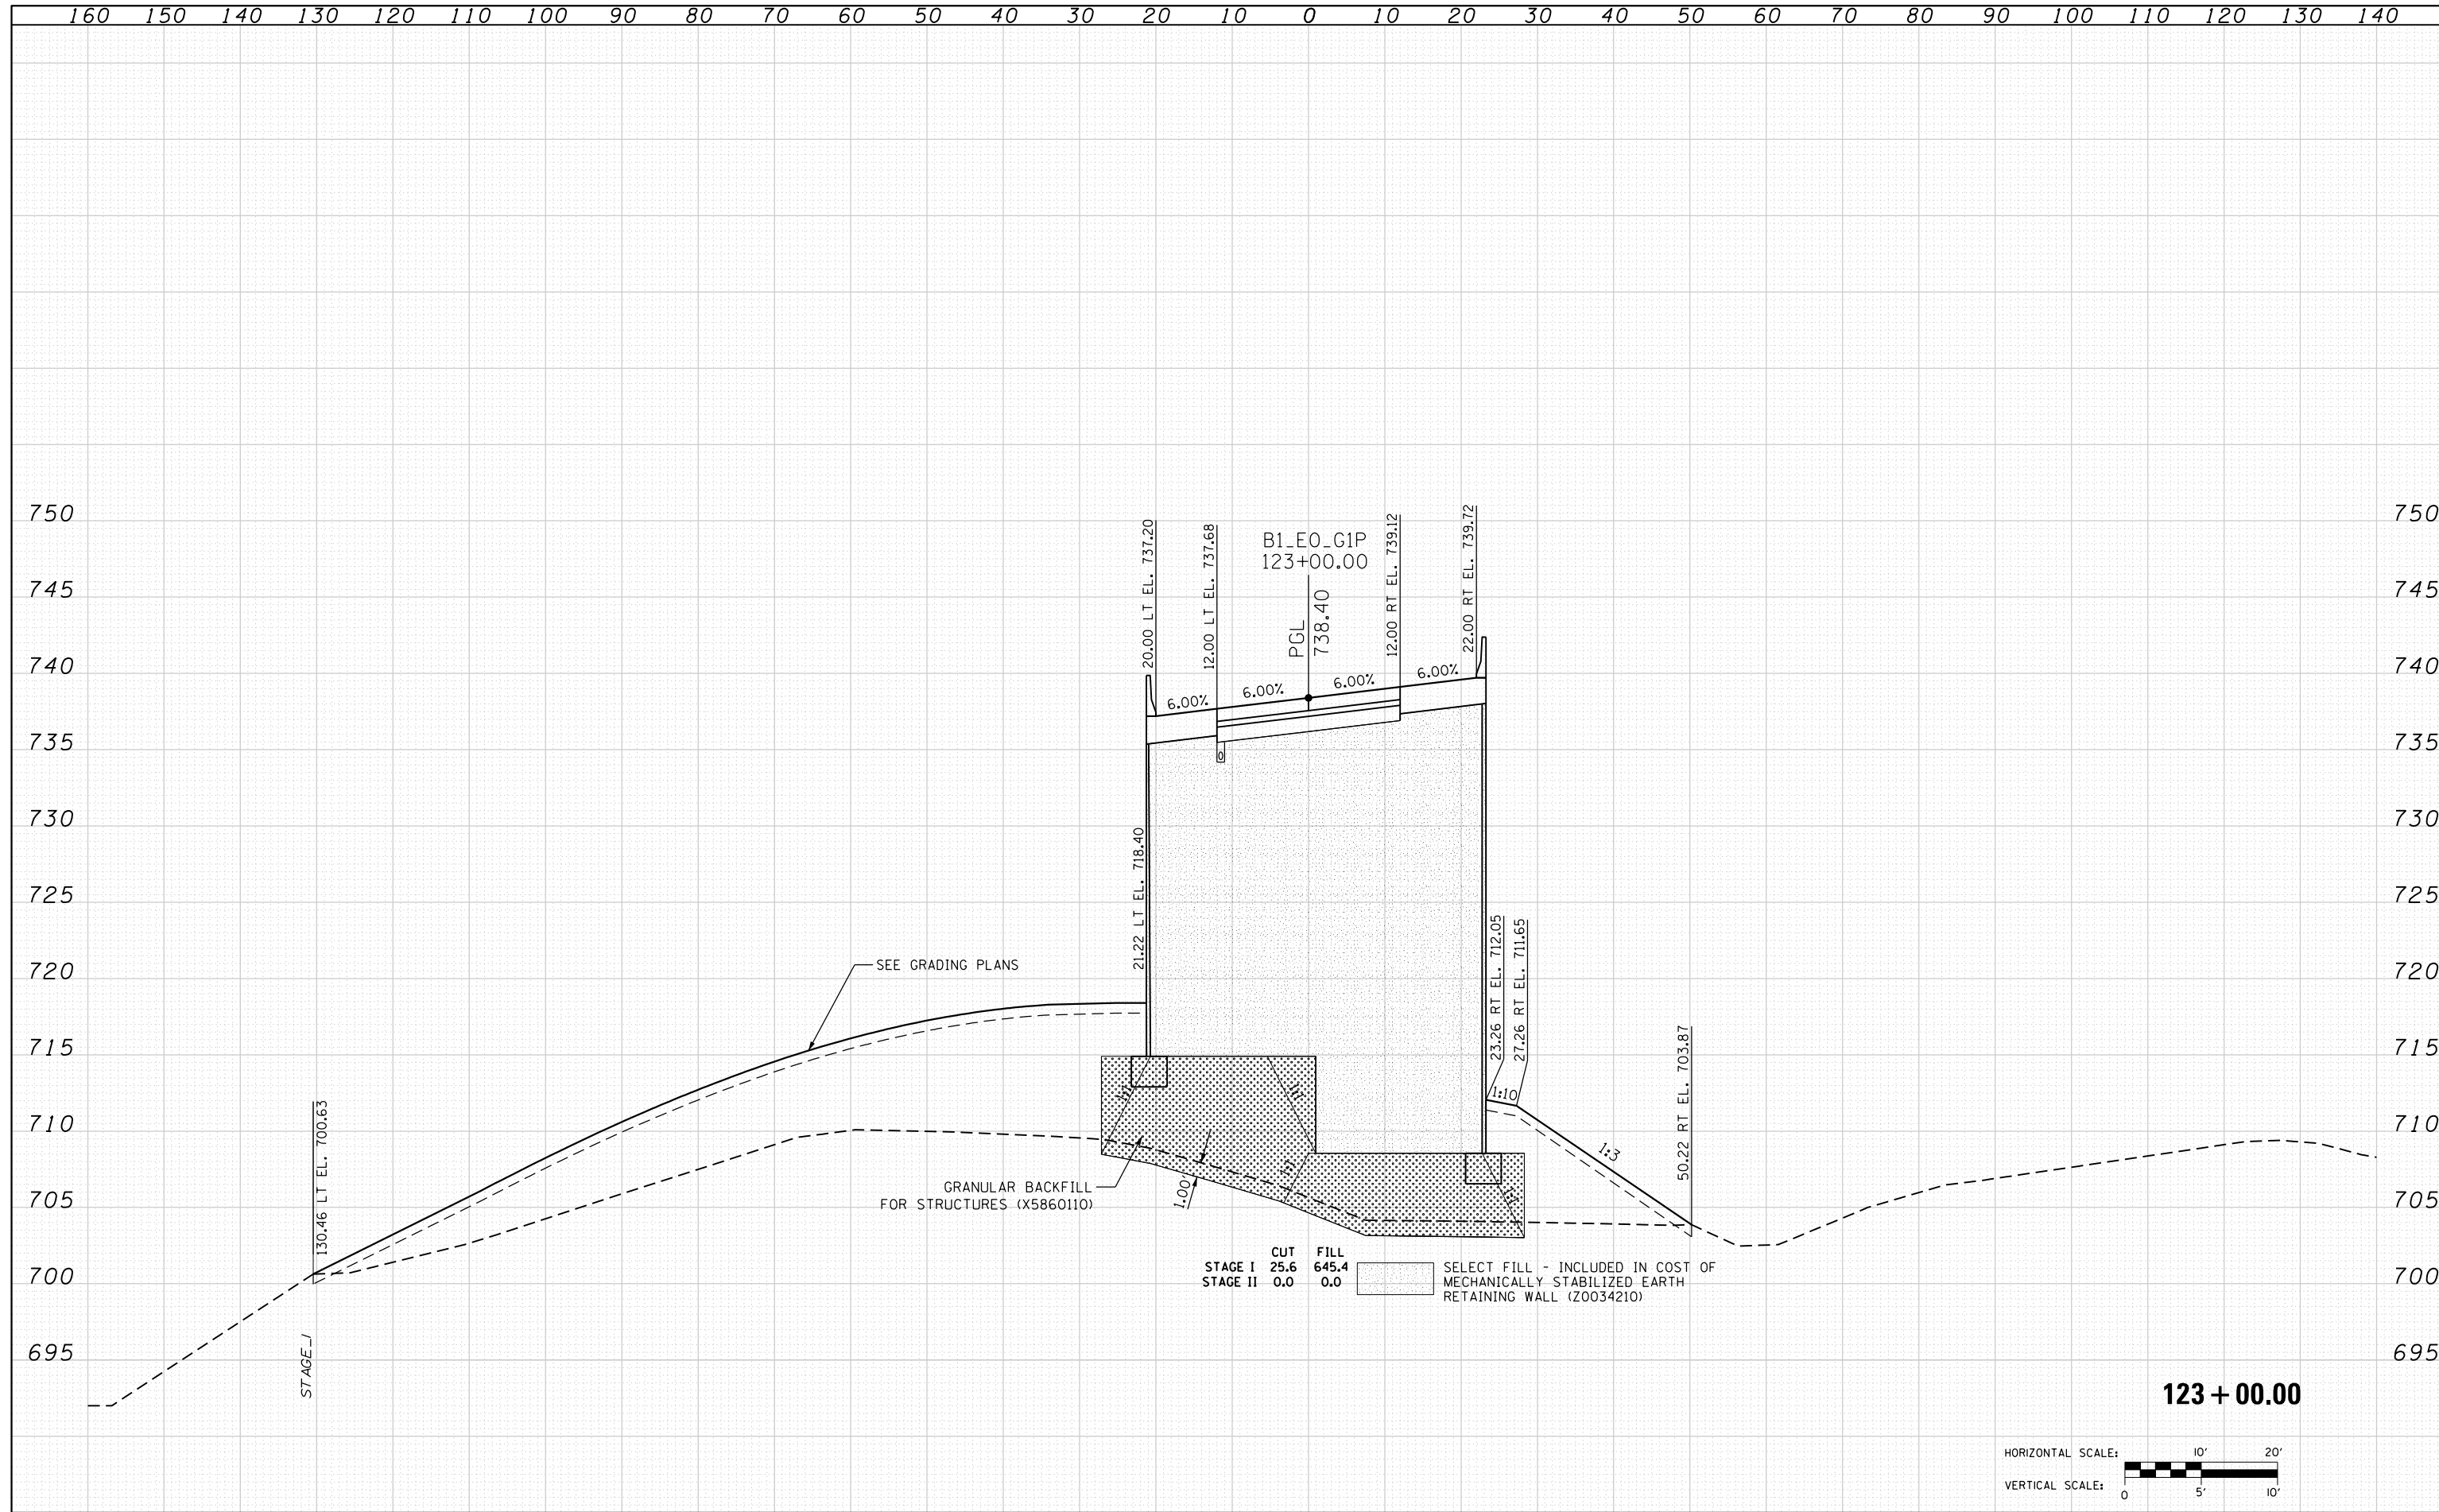 160 150 140 130 120 110 100 90 80 70 60 50 40 30 20 10 0 10 20 30 40 50 60 70 80 90 100 110 120 130 140
750 750
745 745
740 740
735 735
730 730
725 725
720 720
715 715
710 710
705 705
700 700
695 695
20.00 LT EL. 737.20
12.00 LT EL. 737.68
B1_EO_G1P
123+00.00
PGL
738.40
12.00 RT EL. 739.12
22.00 RT EL. 739.72
6.00%
6.00%
6.00%
6.00%
21.22 LT EL. 718.40
SEE GRADING PLANS
23.26 RT EL. 712.05
27.26 RT EL. 711.65
1:10
1:3
50.22 RT EL. 703.87
130.46 LT EL. 700.63
1:1
1:1
1:1
1:1
1.00'
GRANULAR BACKFILL
FOR STRUCTURES (X5860110)
CUT FILL
STAGE I 25.6 645.4
STAGE II 0.0 0.0
SELECT FILL - INCLUDED IN COST OF
MECHANICALLY STABILIZED EARTH
RETAINING WALL (Z0034210)
STAGE_I
123+00.00
HORIZONTAL SCALE: 10' 20'
VERTICAL SCALE: 0 5' 10'